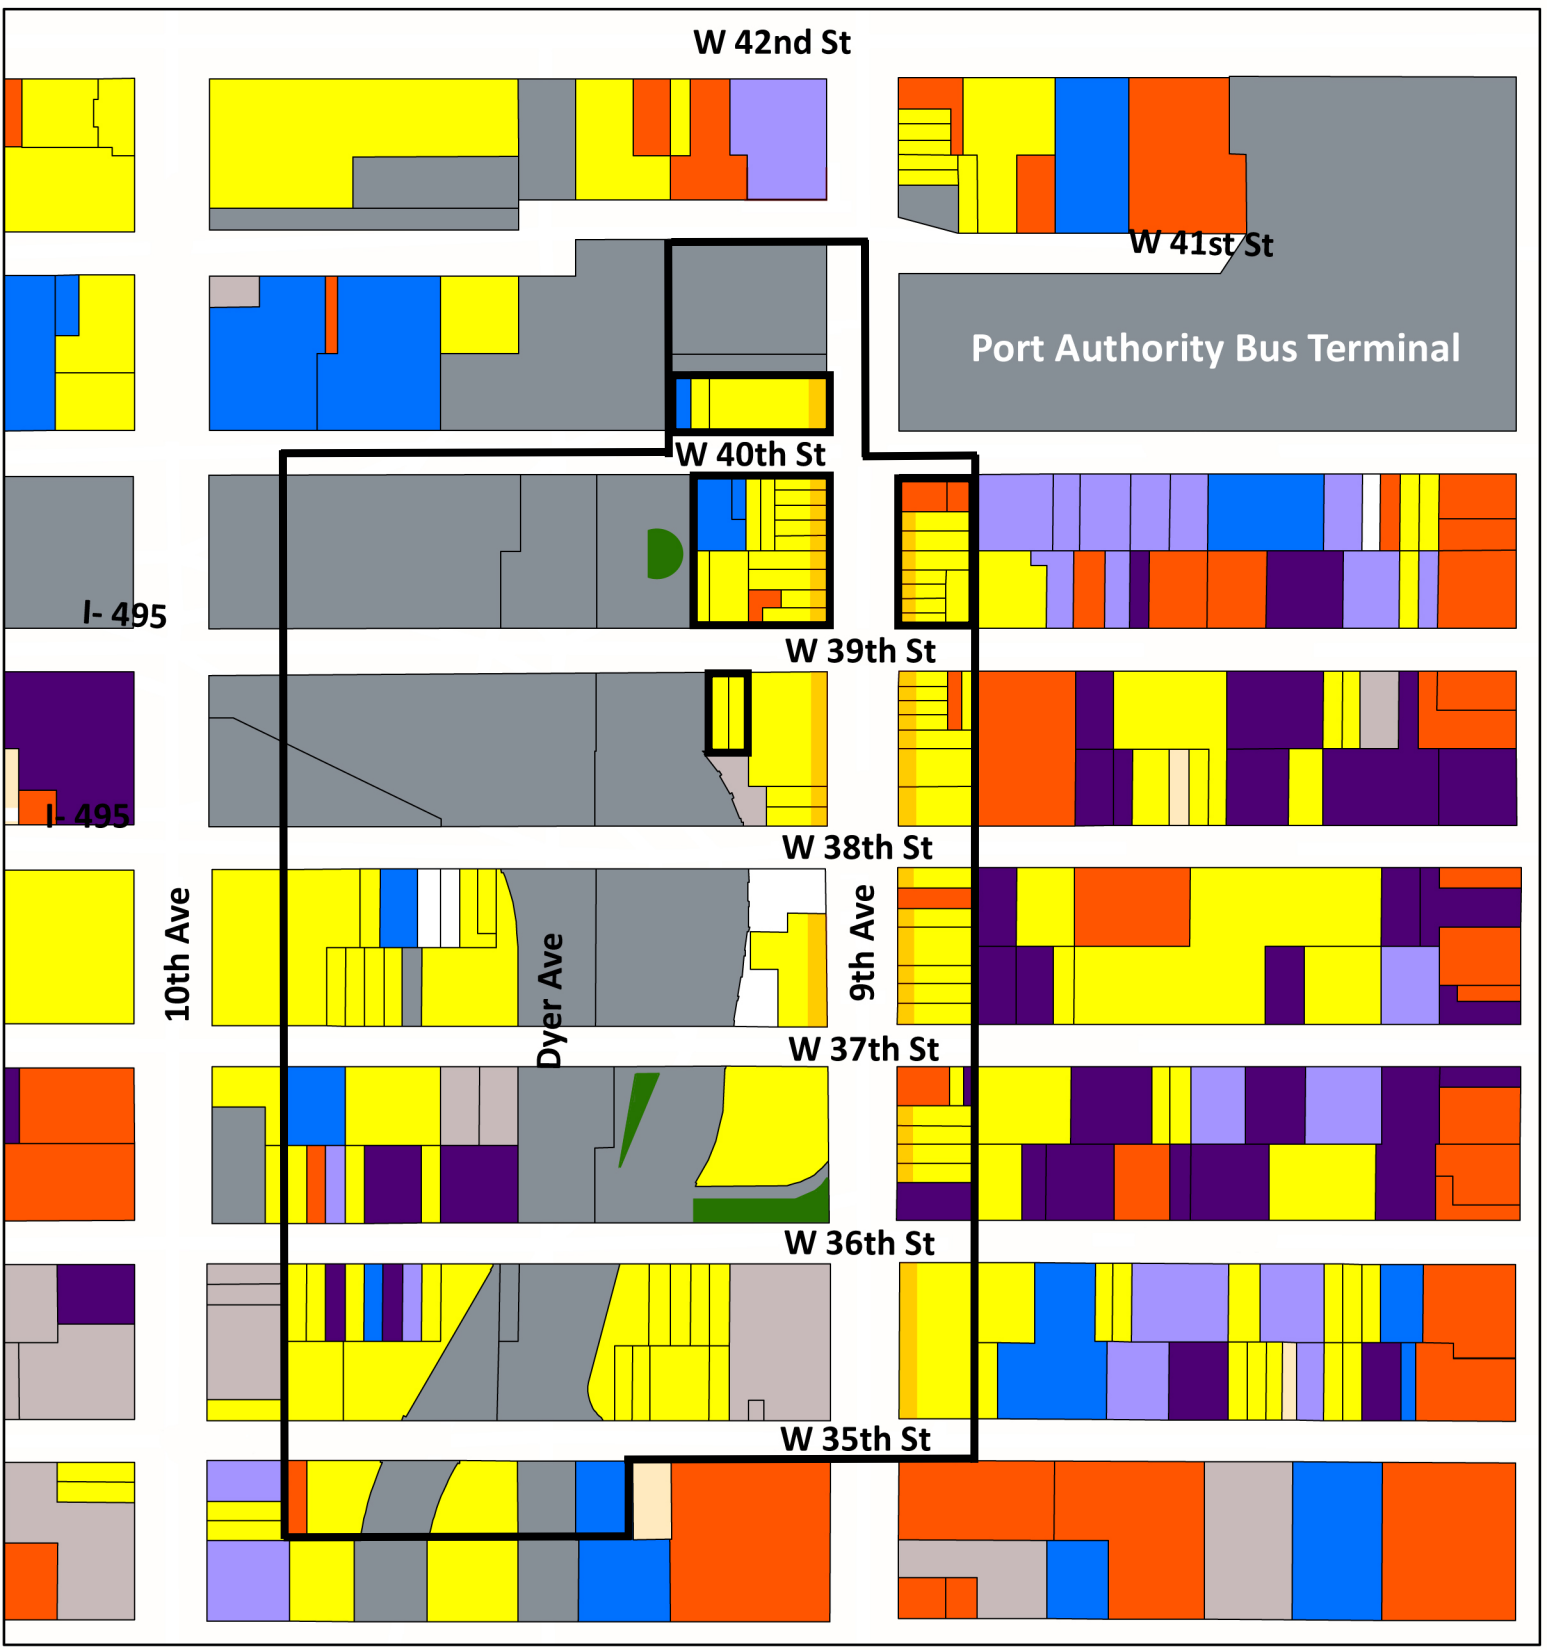 W 42nd St
W 41st St
Port Authority Bus Terminal
W 40th St
I- 495
W 39th St
I- 495
W 38th St
10th Ave
Dyer Ave
9th Ave
W 37th St
W 36th St
W 35th St